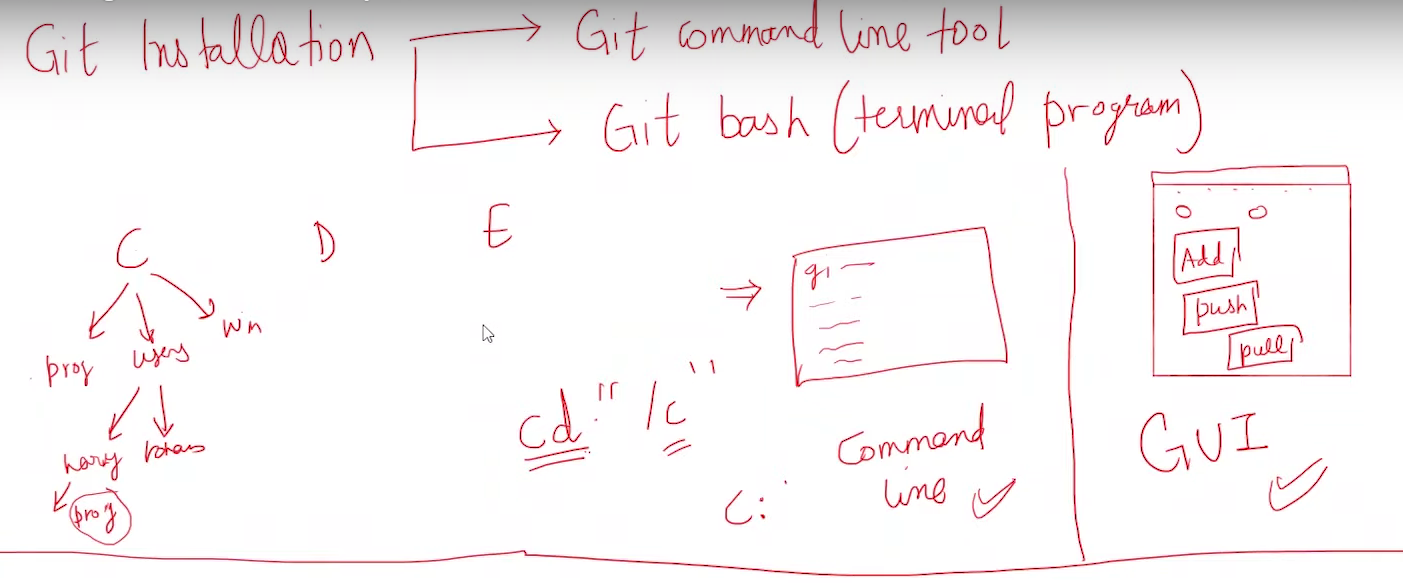 Git Installation
Git command line tool
Git bash (terminal program)
C D E
prog users win
harry
prog
cd "/c"
C:
gi
Command
line
Add
push
pull
GUI